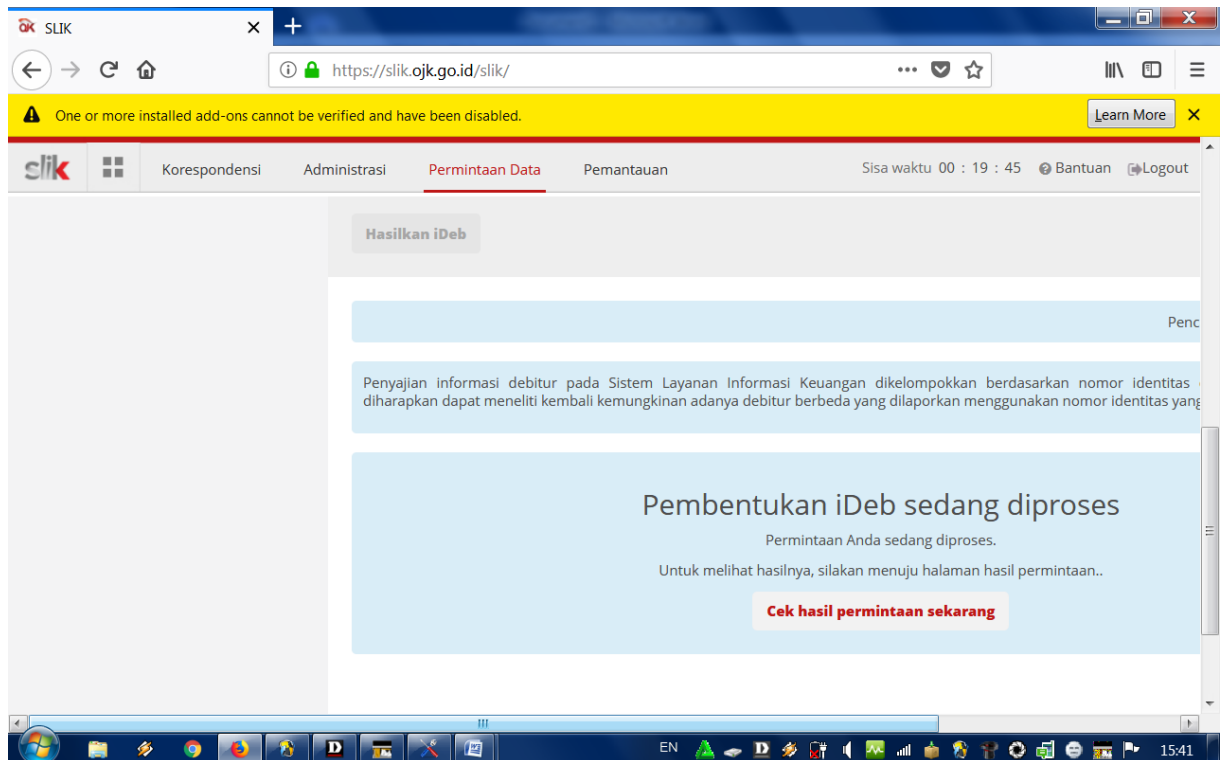 SLIK
https://slik.ojk.go.id/slik/
One or more installed add-ons cannot be verified and have been disabled.
Learn More
slik
Korespondensi
Administrasi
Permintaan Data
Pemantauan
Sisa waktu 00 : 19 : 45
Bantuan
Logout
Hasilkan iDeb
Penc
Penyajian informasi debitur pada Sistem Layanan Informasi Keuangan dikelompokkan berdasarkan nomor identitas
diharapkan dapat meneliti kembali kemungkinan adanya debitur berbeda yang dilaporkan menggunakan nomor identitas yang
Pembentukan iDeb sedang diproses
Permintaan Anda sedang diproses.
Untuk melihat hasilnya, silakan menuju halaman hasil permintaan..
Cek hasil permintaan sekarang
EN
15:41